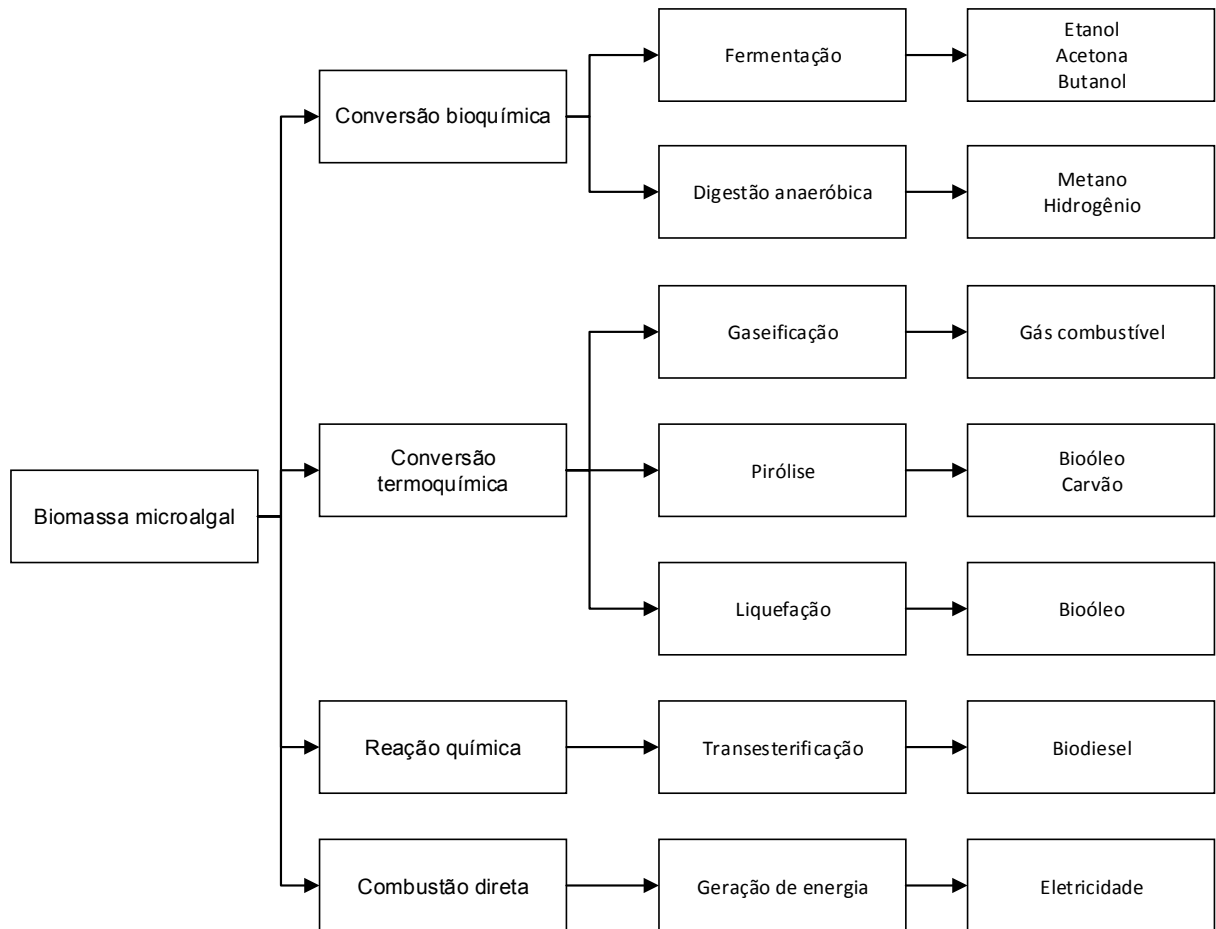 Biomassa microalgal
Conversão bioquímica
Fermentação
Etanol
Acetona
Butanol
Digestão anaeróbica
Metano
Hidrogênio
Conversão
termoquímica
Gaseificação
Gás combustível
Pirólise
Bioóleo
Carvão
Liquefação
Bioóleo
Reação química
Transesterificação
Biodiesel
Combustão direta
Geração de energia
Eletricidade